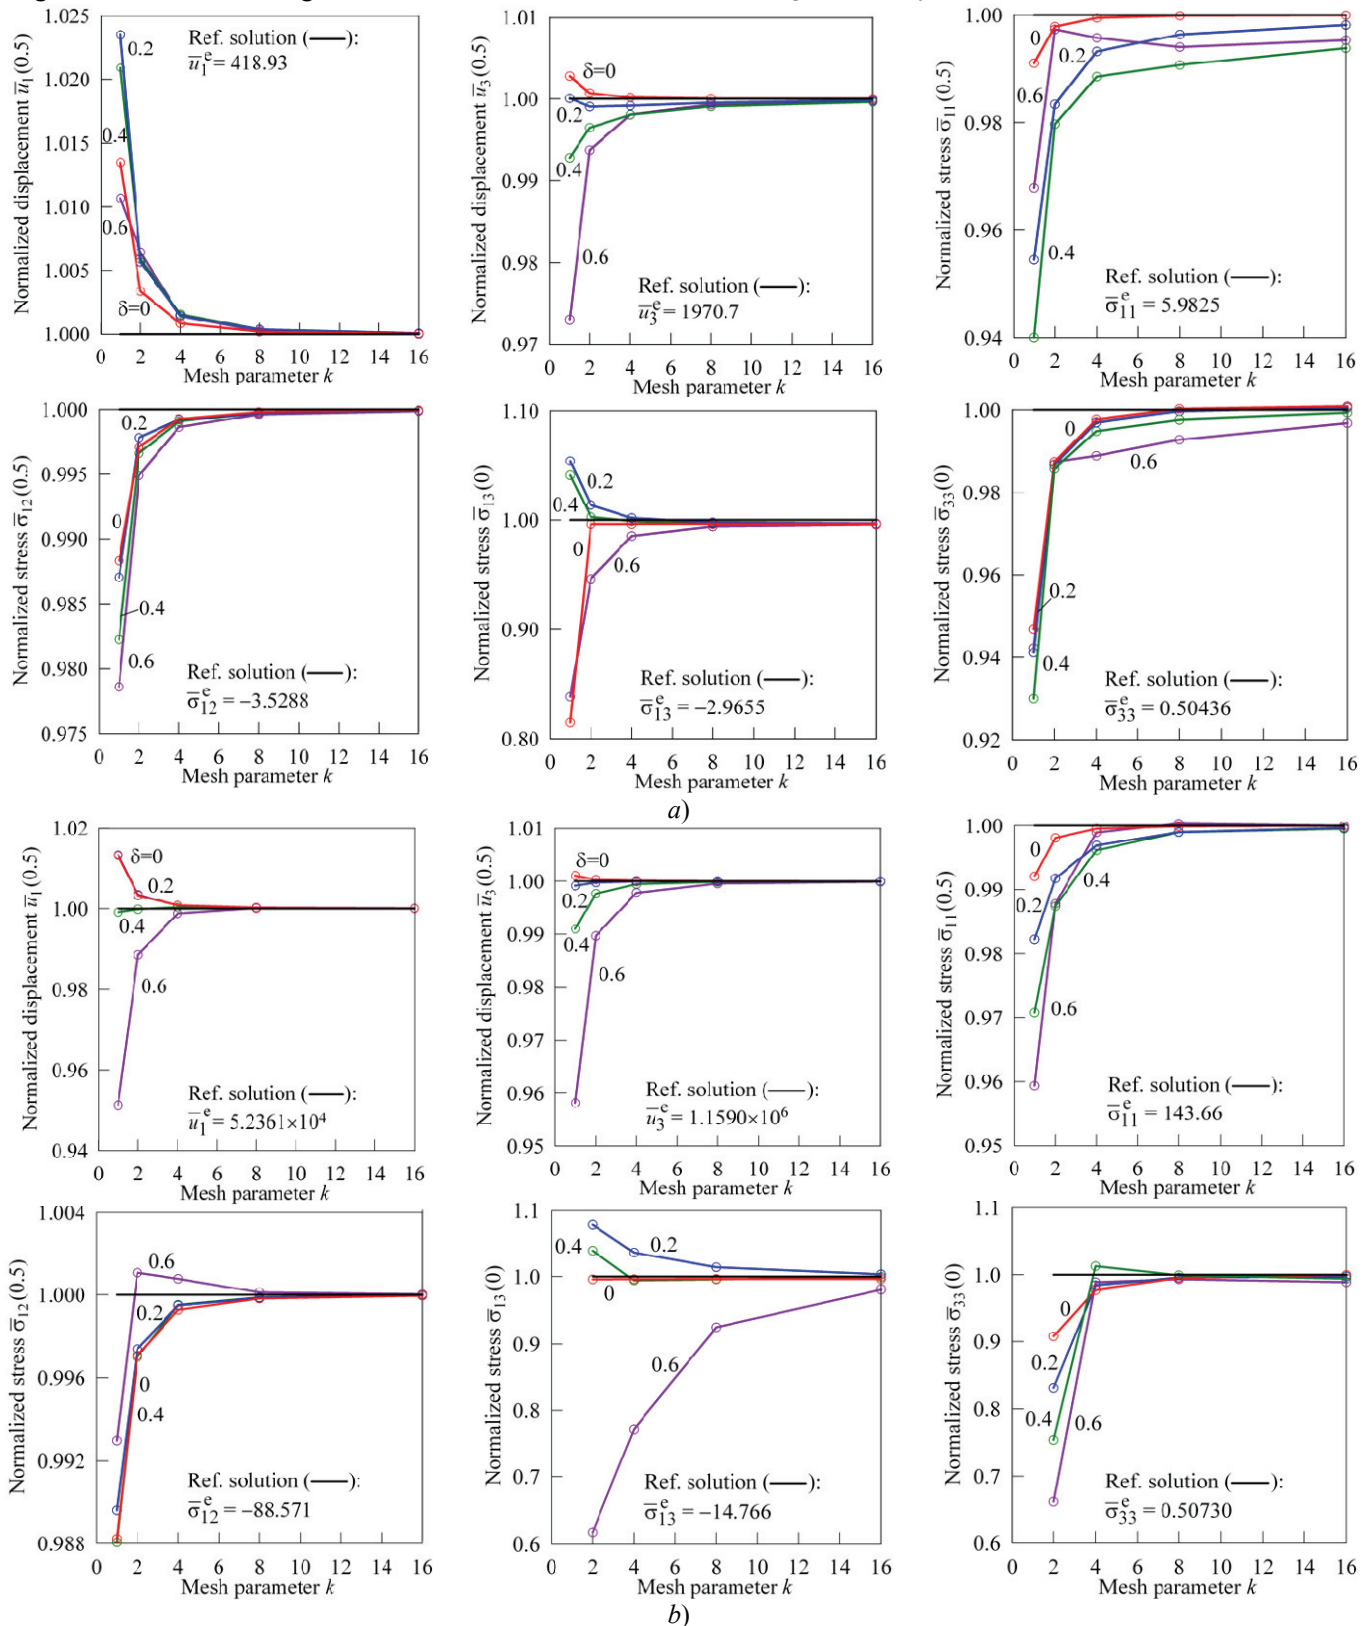 Normalized displacement u̅₁(0.5)
1.025
1.020
1.015
1.010
1.005
1.000
0.2
0.4
0.6
δ=0
Ref. solution (——):
u̅₁ᵉ = 418.93
0 2 4 6 8 10 12 14 16
Mesh parameter k
Normalized displacement u̅₃(0.5)
1.01
1.00
0.99
0.98
0.97
δ=0
0.2
0.4
0.6
Ref. solution (——):
u̅₃ᵉ = 1970.7
0 2 4 6 8 10 12 14 16
Mesh parameter k
Normalized stress σ̅₁₁(0.5)
1.00
0.98
0.96
0.94
0
0.2
0.6
0.4
Ref. solution (——):
σ̅₁₁ᵉ = 5.9825
0 2 4 6 8 10 12 14 16
Mesh parameter k
Normalized stress σ̅₁₂(0.5)
1.000
0.995
0.990
0.985
0.980
0.975
0.2
0
0.4
0.6
Ref. solution (——):
σ̅₁₂ᵉ = −3.5288
0 2 4 6 8 10 12 14 16
Mesh parameter k
Normalized stress σ̅₁₃(0)
1.10
1.00
0.90
0.80
0.2
0.4
0
0.6
Ref. solution (——):
σ̅₁₃ᵉ = −2.9655
0 2 4 6 8 10 12 14 16
Mesh parameter k
Normalized stress σ̅₃₃(0)
1.00
0.98
0.96
0.94
0.92
0
0.6
0.2
0.4
Ref. solution (——):
σ̅₃₃ᵉ = 0.50436
0 2 4 6 8 10 12 14 16
Mesh parameter k
a)
Normalized displacement u̅₁(0.5)
1.02
1.00
0.98
0.96
0.94
δ=0
0.2
0.4
0.6
Ref. solution (——):
u̅₁ᵉ = 5.2361×10⁴
0 2 4 6 8 10 12 14 16
Mesh parameter k
Normalized displacement u̅₃(0.5)
1.01
1.00
0.99
0.98
0.97
0.96
0.95
δ=0
0.2
0.4
0.6
Ref. solution (——):
u̅₃ᵉ = 1.1590×10⁶
0 2 4 6 8 10 12 14 16
Mesh parameter k
Normalized stress σ̅₁₁(0.5)
1.00
0.99
0.98
0.97
0.96
0.95
0
0.4
0.2
0.6
Ref. solution (——):
σ̅₁₁ᵉ = 143.66
0 2 4 6 8 10 12 14 16
Mesh parameter k
Normalized stress σ̅₁₂(0.5)
1.004
1.000
0.996
0.992
0.988
0.6
0.2
0
0.4
Ref. solution (——):
σ̅₁₂ᵉ = −88.571
0 2 4 6 8 10 12 14 16
Mesh parameter k
Normalized stress σ̅₁₃(0)
1.1
1.0
0.9
0.8
0.7
0.6
0.4
0.2
0
0.6
Ref. solution (——):
σ̅₁₃ᵉ = −14.766
0 2 4 6 8 10 12 14 16
Mesh parameter k
Normalized stress σ̅₃₃(0)
1.1
1.0
0.9
0.8
0.7
0.6
0
0.2
0.4
0.6
Ref. solution (——):
σ̅₃₃ᵉ = 0.50730
0 2 4 6 8 10 12 14 16
Mesh parameter k
b)